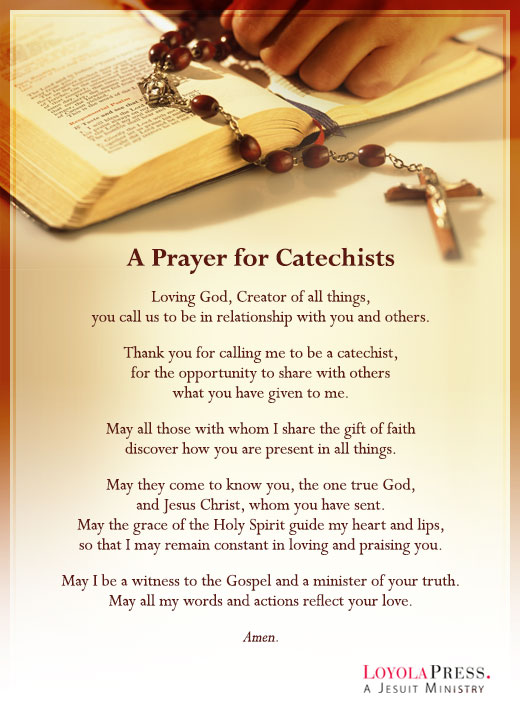 A Prayer for Catechists
Loving God, Creator of all things,
you call us to be in relationship with you and others.
Thank you for calling me to be a catechist,
for the opportunity to share with others
what you have given to me.
May all those with whom I share the gift of faith
discover how you are present in all things.
May they come to know you, the one true God,
and Jesus Christ, whom you have sent.
May the grace of the Holy Spirit guide my heart and lips,
so that I may remain constant in loving and praising you.
May I be a witness to the Gospel and a minister of your truth.
May all my words and actions reflect your love.
Amen.
LOYOLAPRESS.
A JESUIT MINISTRY